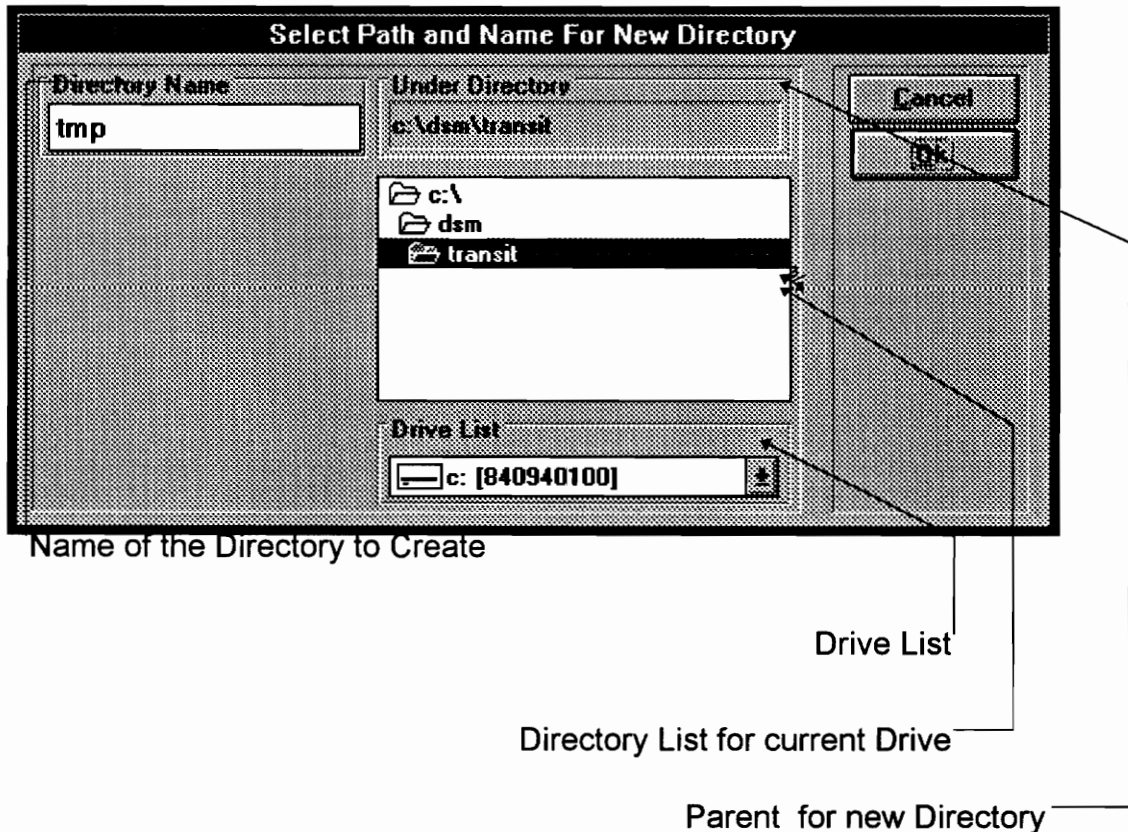 Select Path and Name For New Directory
Directory Name
tmp
Under Directory
c:\dsm\transit
Cancel
OK
c:\
dsm
transit
Drive List
c: [840940100]
Name of the Directory to Create
Drive List
Directory List for current Drive
Parent for new Directory